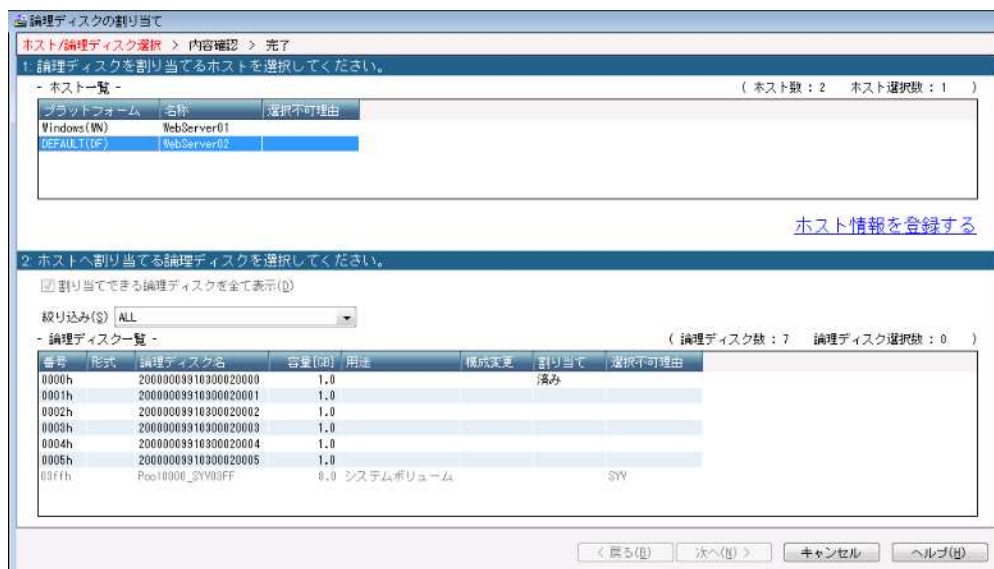 論理ディスクの割り当て
ホスト/論理ディスク選択 > 内容確認 > 完了
1:論理ディスクを割り当てるホストを選択してください。
- ホスト一覧 - ( ホスト数 : 2 ホスト選択数 : 1 )
プラットフォーム 名称 選択不可理由
Windows(WN) WebServer01
DEFAULT(DF) WebServer02
ホスト情報を登録する
2:ホストへ割り当てる論理ディスクを選択してください。
割り当てできる論理ディスクを全て表示(D)
絞り込み(S) ALL
- 論理ディスク一覧 - ( 論理ディスク数 : 7 論理ディスク選択数 : 0 )
番号 形式 論理ディスク名 容量[GB] 用途 構成変更 割り当て 選択不可理由
0000h 20000009910300020000 1.0 済み
0001h 20000009910300020001 1.0
0002h 20000009910300020002 1.0
0003h 20000009910300020003 1.0
0004h 20000009910300020004 1.0
0005h 20000009910300020005 1.0
03ffh Pool0000_SYV03FF 8.0 システムボリューム SYV
< 戻る(B) 次へ(N) > キャンセル ヘルプ(H)